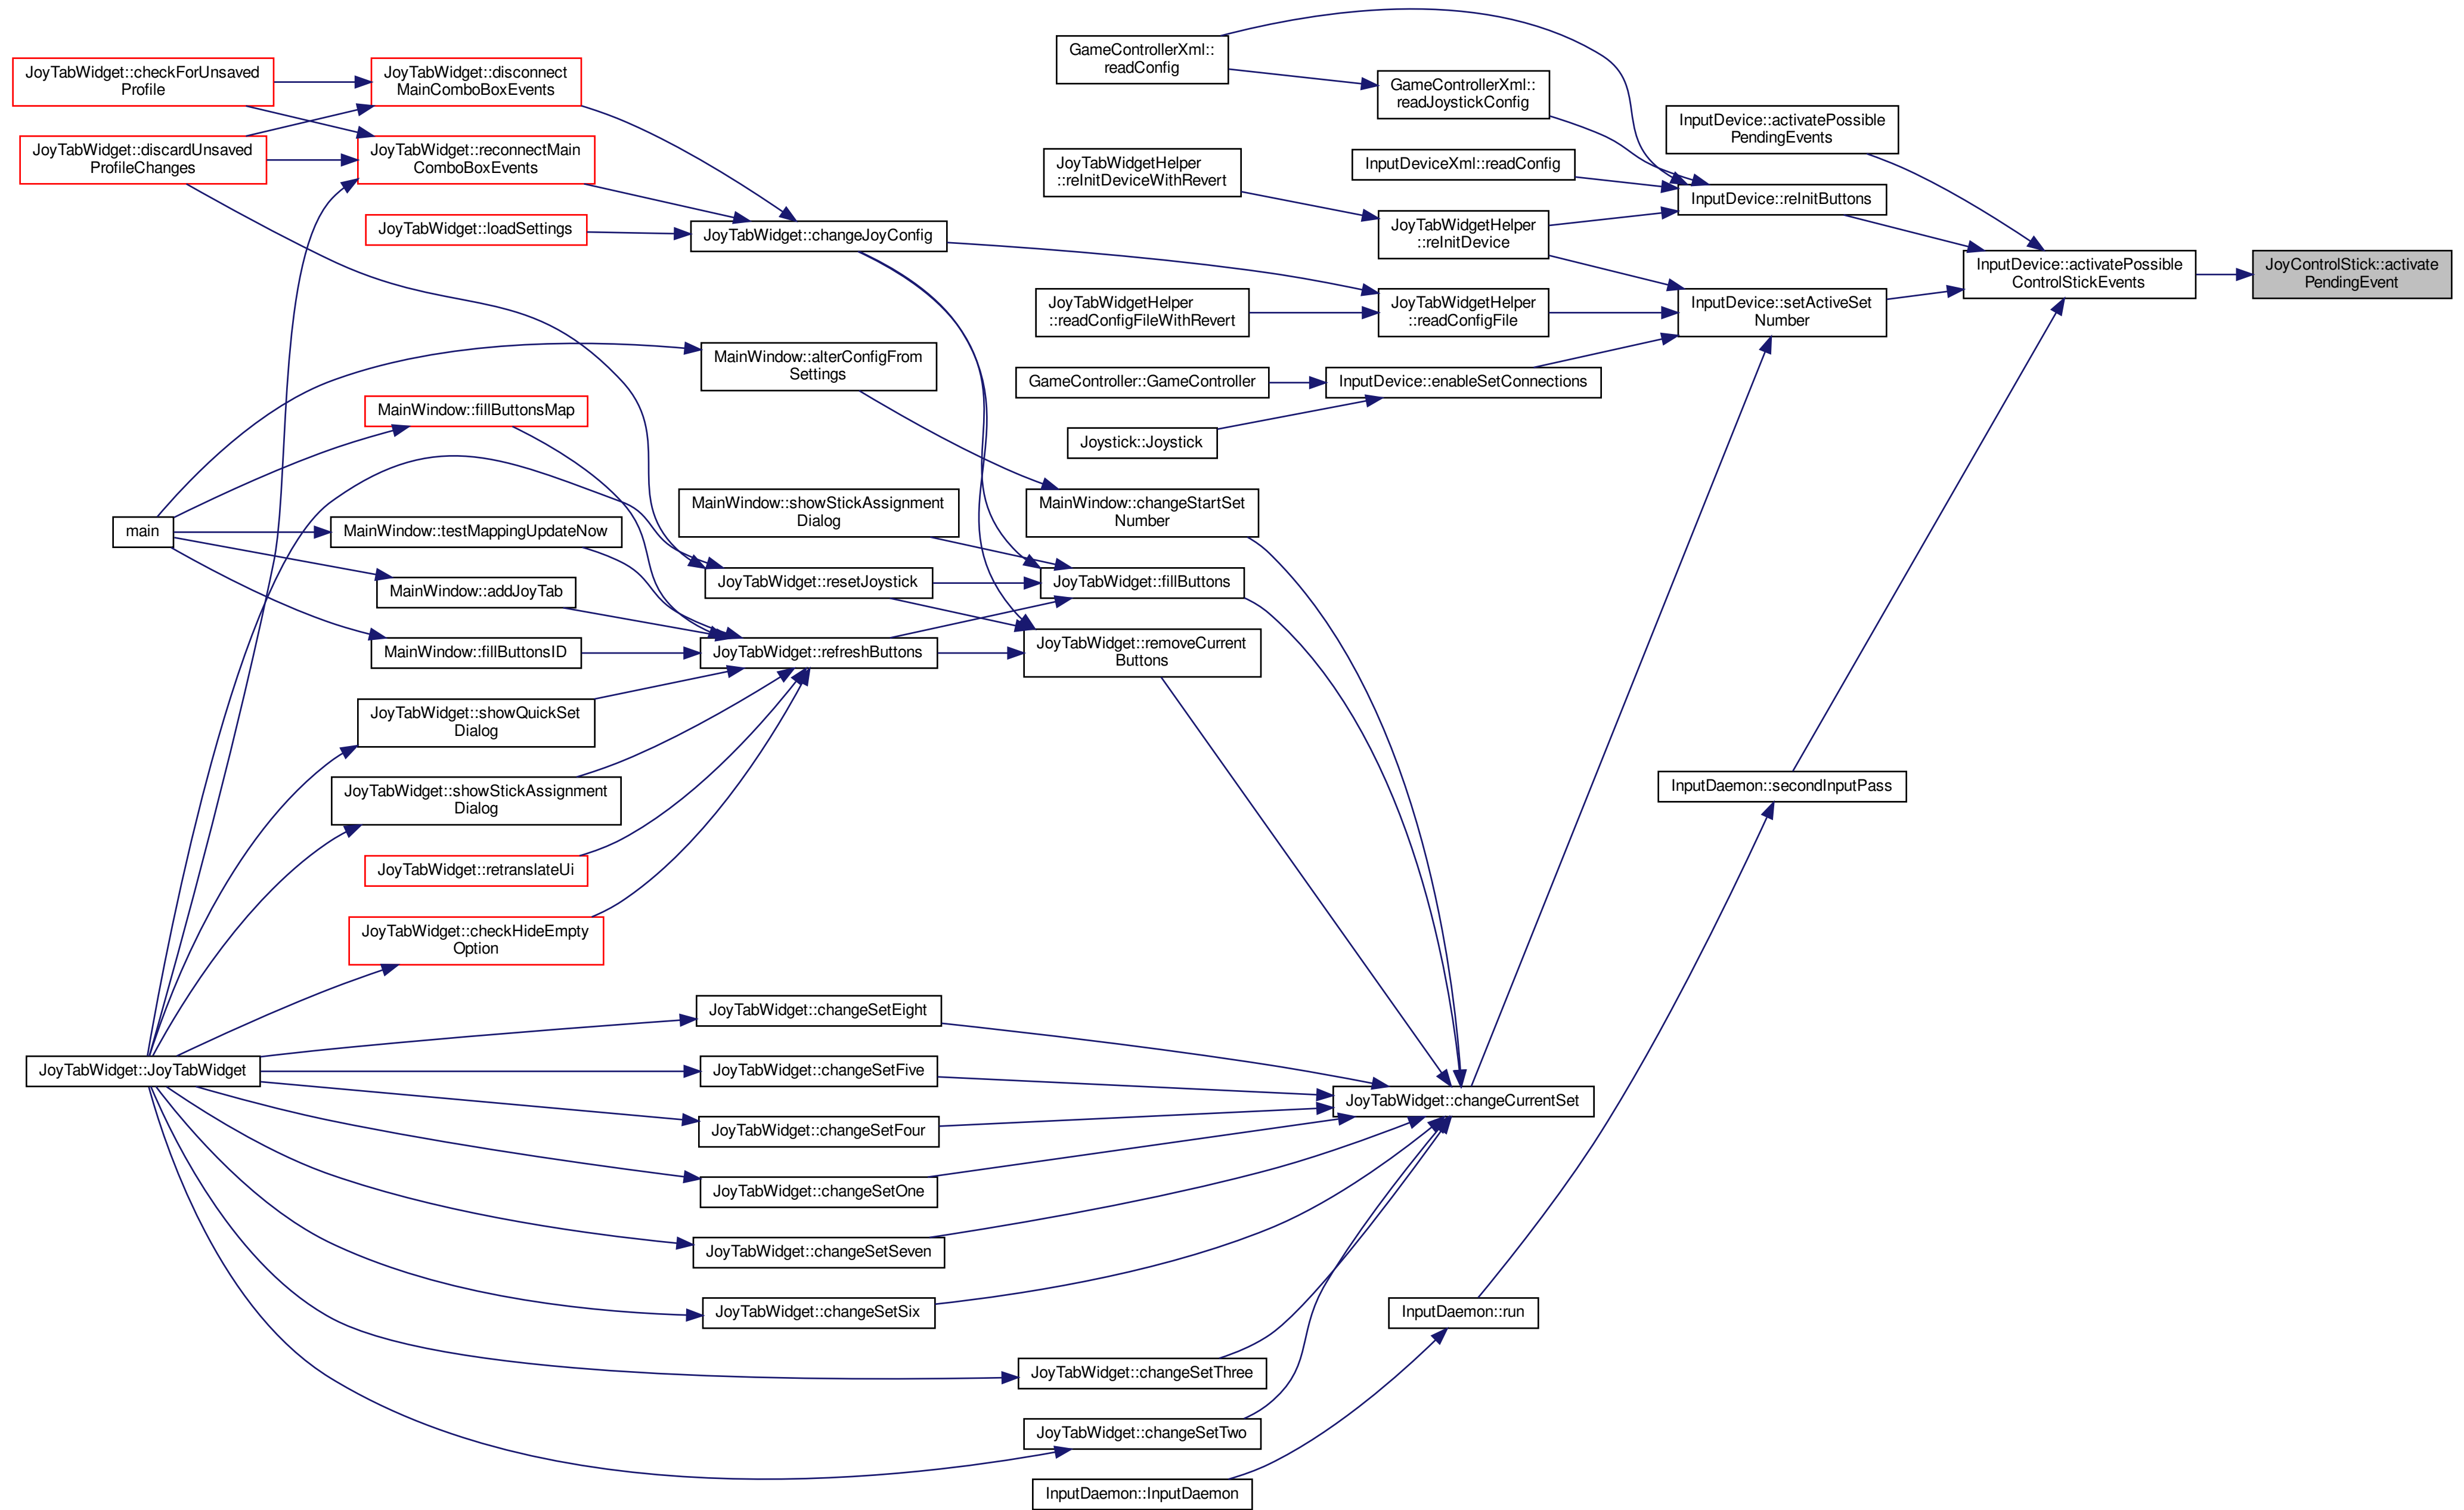 GameControllerXml::
readConfig
JoyTabWidget::checkForUnsaved
Profile
JoyTabWidget::disconnect
MainComboBoxEvents
GameControllerXml::
readJoystickConfig
InputDevice::activatePossible
PendingEvents
JoyTabWidget::discardUnsaved
ProfileChanges
JoyTabWidget::reconnectMain
ComboBoxEvents
JoyTabWidgetHelper
::reInitDeviceWithRevert
InputDeviceXml::readConfig
InputDevice::reInitButtons
JoyTabWidget::loadSettings
JoyTabWidget::changeJoyConfig
JoyTabWidgetHelper
::reInitDevice
InputDevice::activatePossible
ControlStickEvents
JoyControlStick::activate
PendingEvent
JoyTabWidgetHelper
::readConfigFileWithRevert
JoyTabWidgetHelper
::readConfigFile
InputDevice::setActiveSet
Number
MainWindow::alterConfigFrom
Settings
GameController::GameController
InputDevice::enableSetConnections
MainWindow::fillButtonsMap
Joystick::Joystick
MainWindow::showStickAssignment
Dialog
MainWindow::changeStartSet
Number
main
MainWindow::testMappingUpdateNow
MainWindow::addJoyTab
JoyTabWidget::resetJoystick
JoyTabWidget::fillButtons
MainWindow::fillButtonsID
JoyTabWidget::refreshButtons
JoyTabWidget::removeCurrent
Buttons
JoyTabWidget::showQuickSet
Dialog
JoyTabWidget::showStickAssignment
Dialog
InputDaemon::secondInputPass
JoyTabWidget::retranslateUi
JoyTabWidget::checkHideEmpty
Option
JoyTabWidget::changeSetEight
JoyTabWidget::JoyTabWidget
JoyTabWidget::changeSetFive
JoyTabWidget::changeCurrentSet
JoyTabWidget::changeSetFour
JoyTabWidget::changeSetOne
JoyTabWidget::changeSetSeven
JoyTabWidget::changeSetSix
InputDaemon::run
JoyTabWidget::changeSetThree
JoyTabWidget::changeSetTwo
InputDaemon::InputDaemon